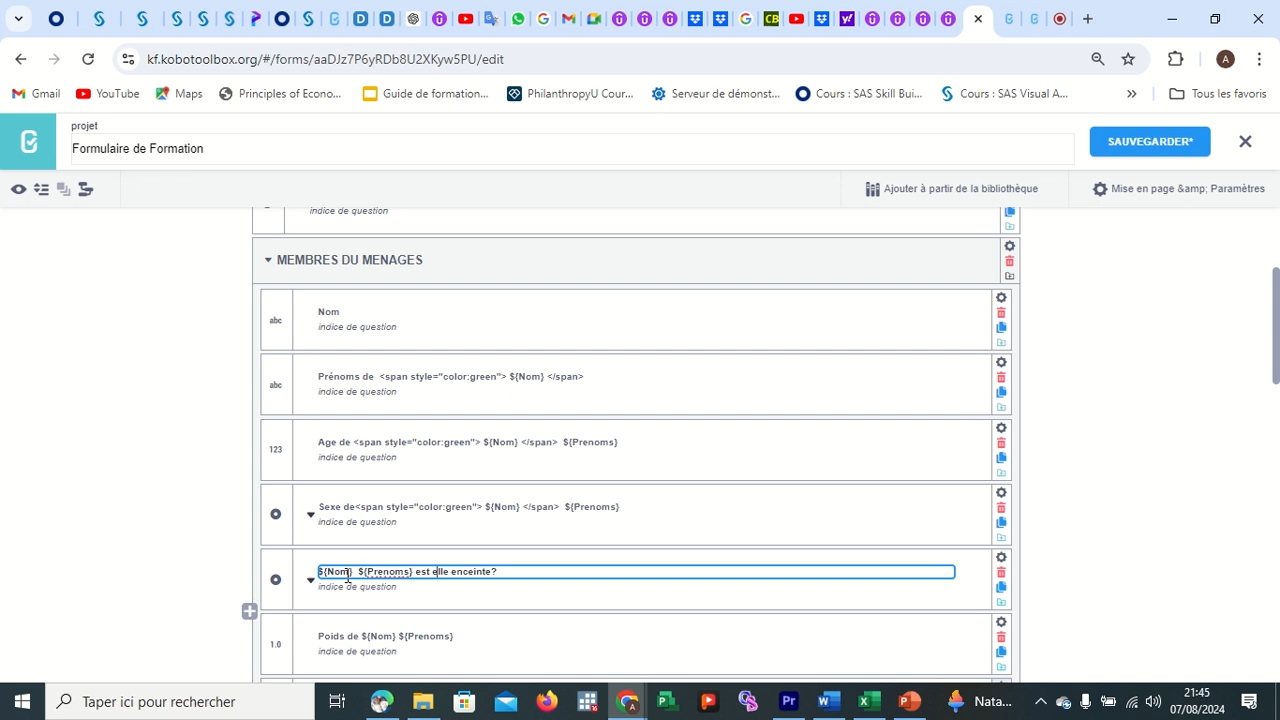 kf.kobotoolbox.org/#/forms/aaDJz7P6yRDb8U2XKyw5PU/edit
Gmail
YouTube
Maps
Principles of Econo...
Guide de formation...
PhilanthropyU Cour...
Serveur de démonst...
Cours : SAS Skill Bui...
Cours : SAS Visual A...
Tous les favoris
projet
Formulaire de Formation
SAUVEGARDER*
Ajouter à partir de la bibliothèque
Mise en page &amp; Paramètres
indice de question
MEMBRES DU MENAGES
abc
Nom
indice de question
abc
Prénoms de <span style="color:green"> ${Nom} </span>
indice de question
123
Age de <span style="color:green"> ${Nom} </span> ${Prenoms}
indice de question
Sexe de<span style="color:green"> ${Nom} </span> ${Prenoms}
indice de question
${Nom} ${Prenoms} est elle enceinte?
indice de question
1.0
Poids de ${Nom} ${Prenoms}
indice de question
Taper ici pour rechercher
Nata...
21:45
07/08/2024